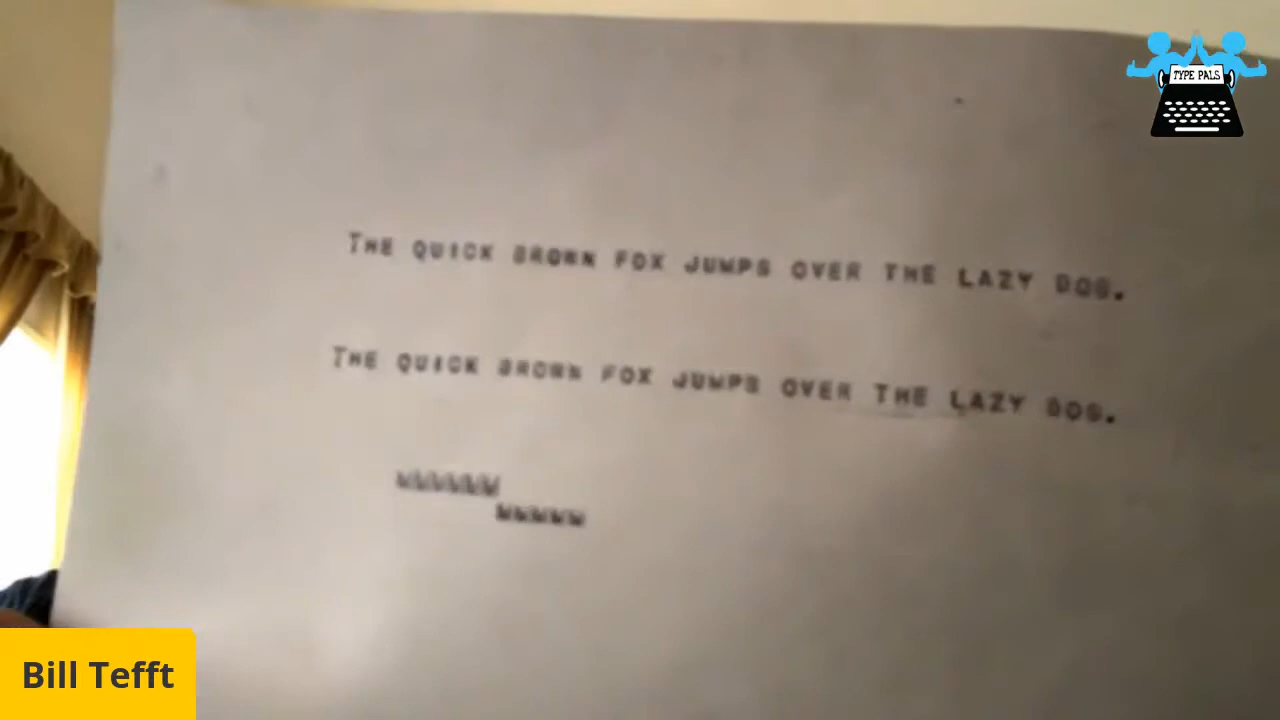 TYPE PALS
THE QUICK BROWN FOX JUMPS OVER THE LAZY DOG.
THE QUICK BROWN FOX JUMPS OVER THE LAZY DOG.
WWWWWW
WWWWW
Bill Tefft